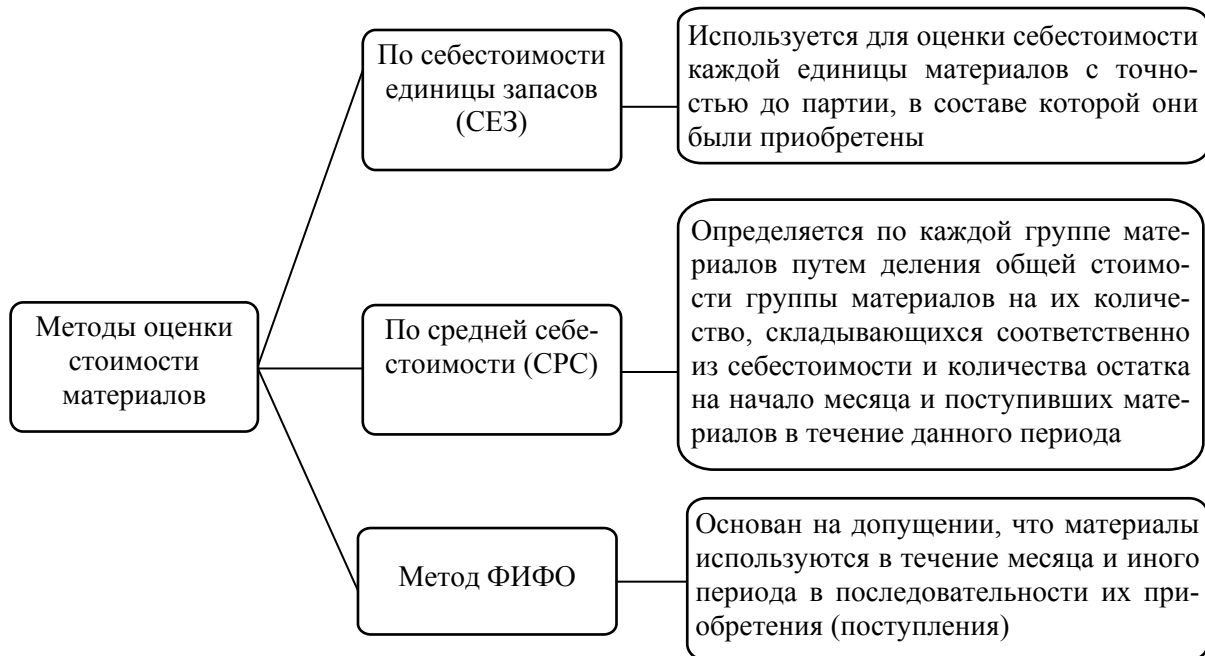 Методы оценки
стоимости
материалов
По себестоимости
единицы запасов
(СЕЗ)
Используется для оценки себестоимости
каждой единицы материалов с точно-
стью до партии, в составе которой они
были приобретены
По средней себе-
стоимости (СРС)
Определяется по каждой группе мате-
риалов путем деления общей стоимо-
сти группы материалов на их количе-
ство, складывающихся соответственно
из себестоимости и количества остатка
на начало месяца и поступивших мате-
риалов в течение данного периода
Метод ФИФО
Основан на допущении, что материалы
используются в течение месяца и иного
периода в последовательности их при-
обретения (поступления)